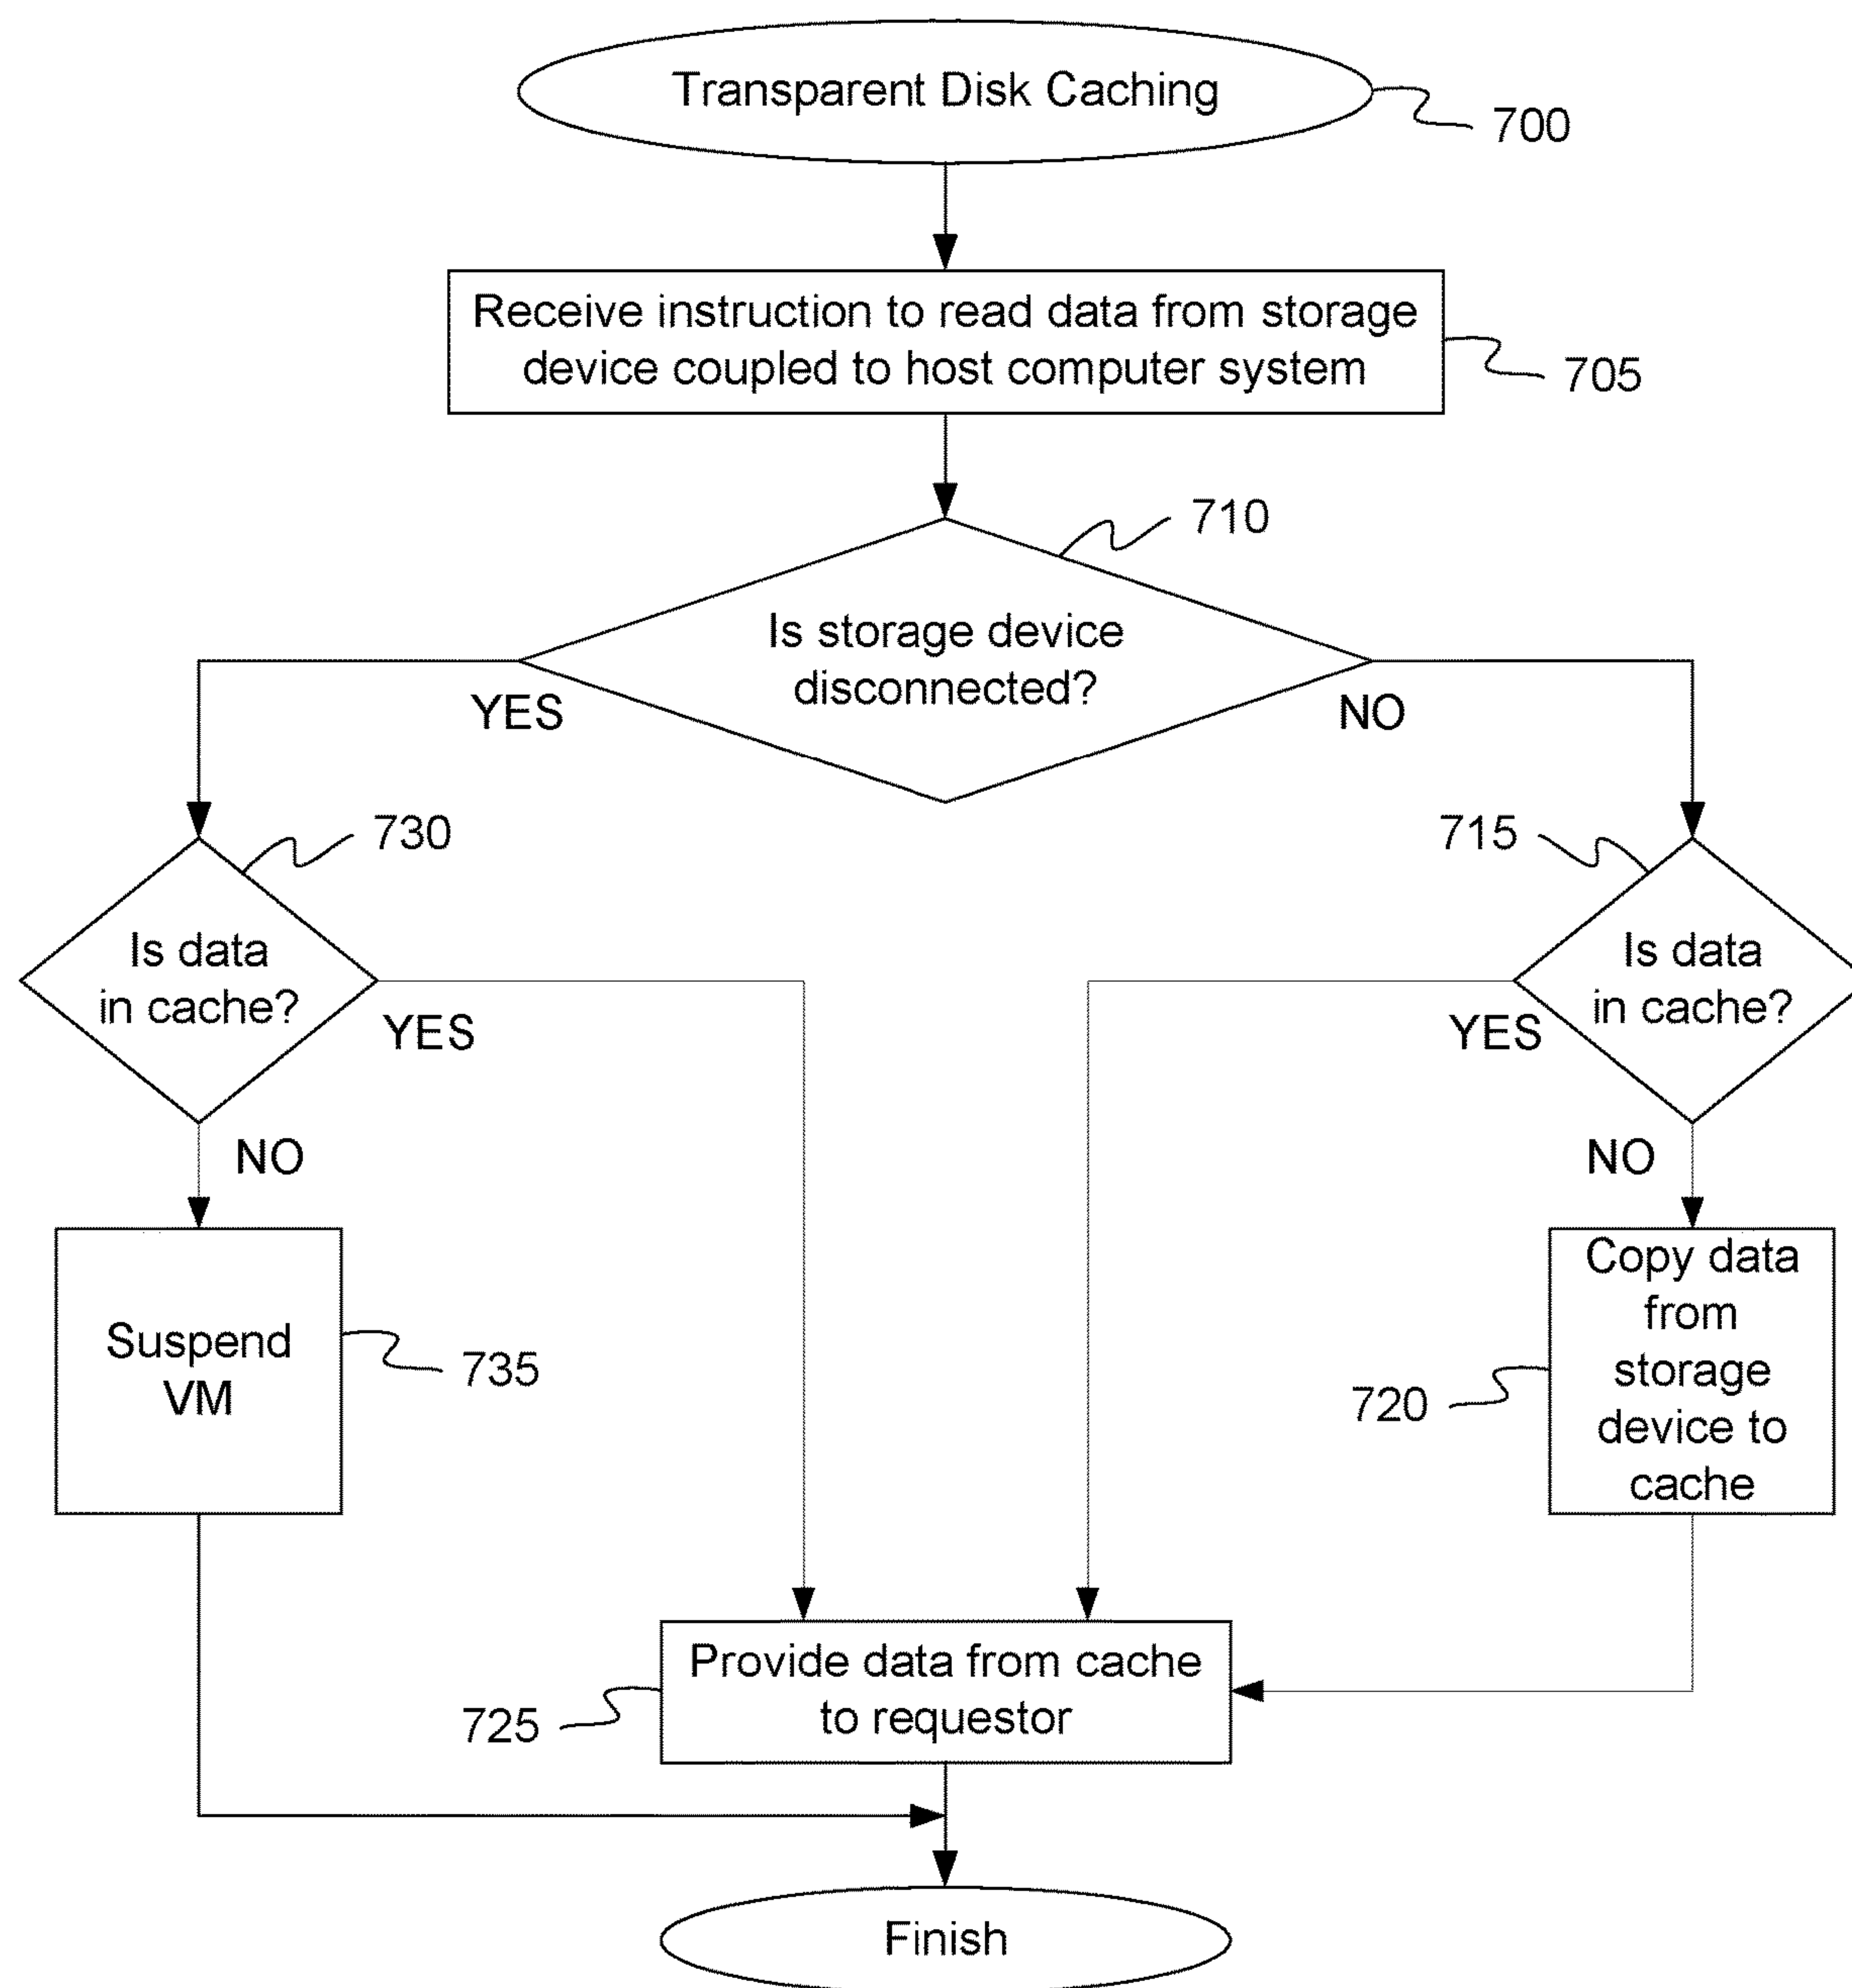 Transparent Disk Caching
700
Receive instruction to read data from storage
device coupled to host computer system
705
710
Is storage device
disconnected?
YES
NO
730
715
Is data
in cache?
YES
Is data
in cache?
YES
NO
NO
Suspend
VM
735
Copy data
from
storage
device to
cache
720
Provide data from cache
to requestor
725
Finish